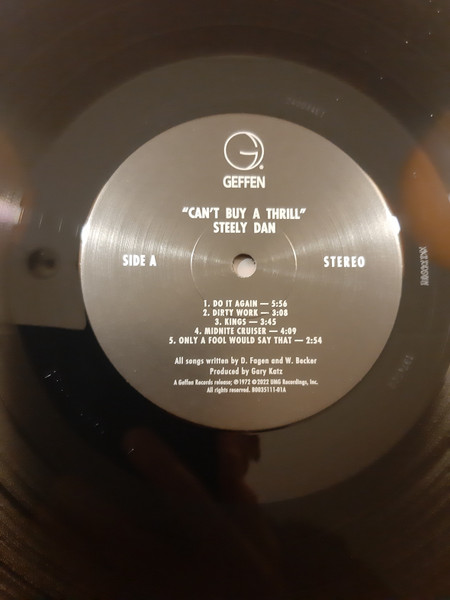 GEFFEN
"CAN'T BUY A THRILL"
STEELY DAN
SIDE A
STEREO
1. DO IT AGAIN — 5:56
2. DIRTY WORK — 3:08
3. KINGS — 3:45
4. MIDNITE CRUISER — 4:09
5. ONLY A FOOL WOULD SAY THAT — 2:54
All songs written by D. Fagen and W. Becker
Produced by Gary Katz
A Geffen Records release; ℗1972 ©2022 UMG Recordings, Inc.
All rights reserved. B0035111-01A